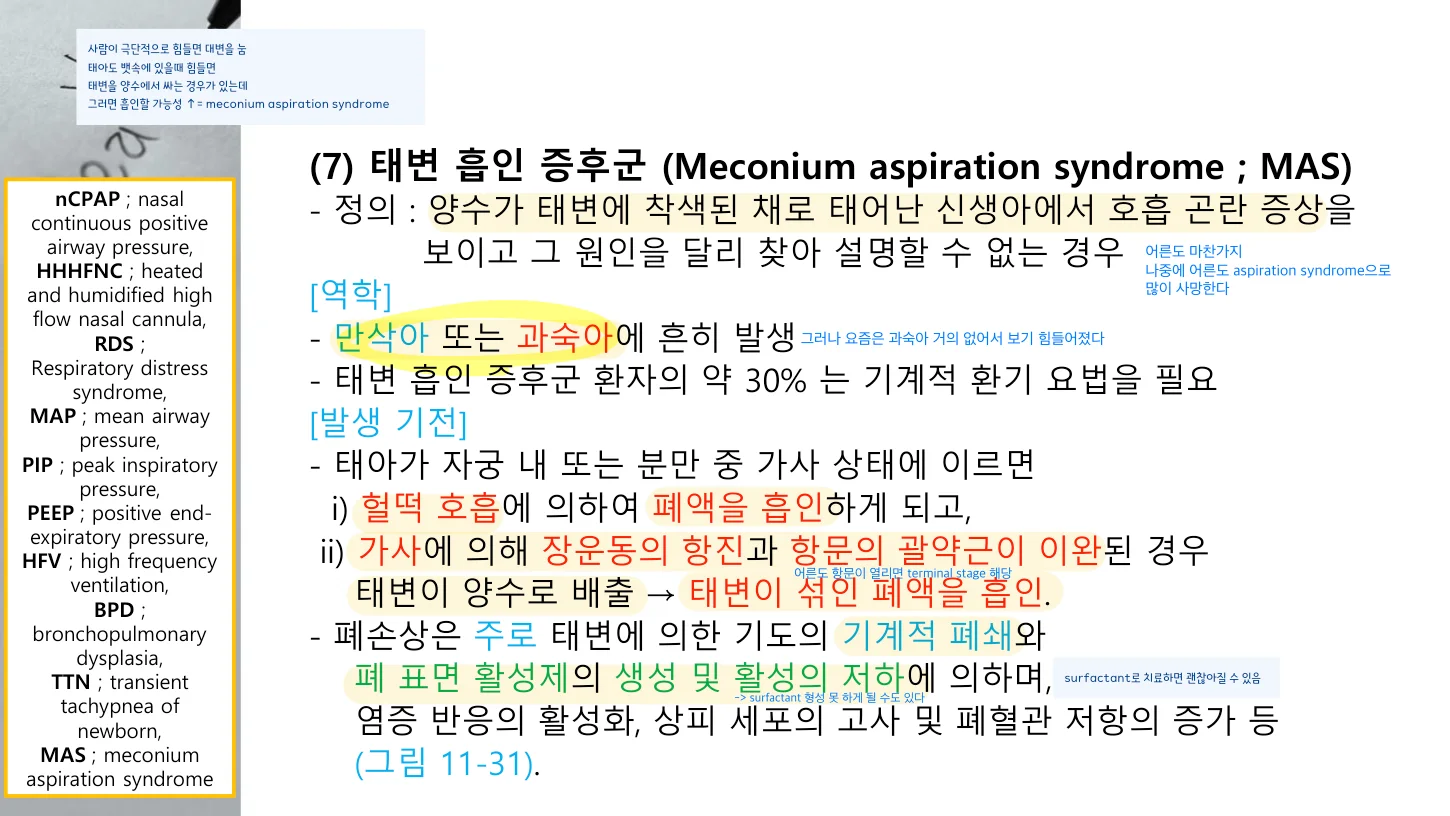 사람이 극단적으로 힘들면 대변을 눔
태아도 뱃속에 있을때 힘들면
태변을 양수에서 싸는 경우가 있는데
그러면 흡인할 가능성 ↑= meconium aspiration syndrome
nCPAP ; nasal
continuous positive
airway pressure,
HHHFNC ; heated
and humidified high
flow nasal cannula,
RDS ;
Respiratory distress
syndrome,
MAP ; mean airway
pressure,
PIP ; peak inspiratory
pressure,
PEEP ; positive end-
expiratory pressure,
HFV ; high frequency
ventilation,
BPD ;
bronchopulmonary
dysplasia,
TTN ; transient
tachypnea of
newborn,
MAS ; meconium
aspiration syndrome
(7) 태변 흡인 증후군 (Meconium aspiration syndrome ; MAS)
- 정의 : 양수가 태변에 착색된 채로 태어난 신생아에서 호흡 곤란 증상을
보이고 그 원인을 달리 찾아 설명할 수 없는 경우
어른도 마찬가지
나중에 어른도 aspiration syndrome으로
많이 사망한다
[역학]
- 만삭아 또는 과숙아에 흔히 발생 그러나 요즘은 과숙아 거의 없어서 보기 힘들어졌다
- 태변 흡인 증후군 환자의 약 30% 는 기계적 환기 요법을 필요
[발생 기전]
- 태아가 자궁 내 또는 분만 중 가사 상태에 이르면
i) 헐떡 호흡에 의하여 폐액을 흡인하게 되고,
ii) 가사에 의해 장운동의 항진과 항문의 괄약근이 이완된 경우
어른도 항문이 열리면 terminal stage 해당
태변이 양수로 배출 → 태변이 섞인 폐액을 흡인.
- 폐손상은 주로 태변에 의한 기도의 기계적 폐쇄와
폐 표면 활성제의 생성 및 활성의 저하에 의하며, surfactant로 치료하면 괜찮아질 수 있음
-> surfactant 형성 못 하게 될 수도 있다
염증 반응의 활성화, 상피 세포의 고사 및 폐혈관 저항의 증가 등
(그림 11-31).